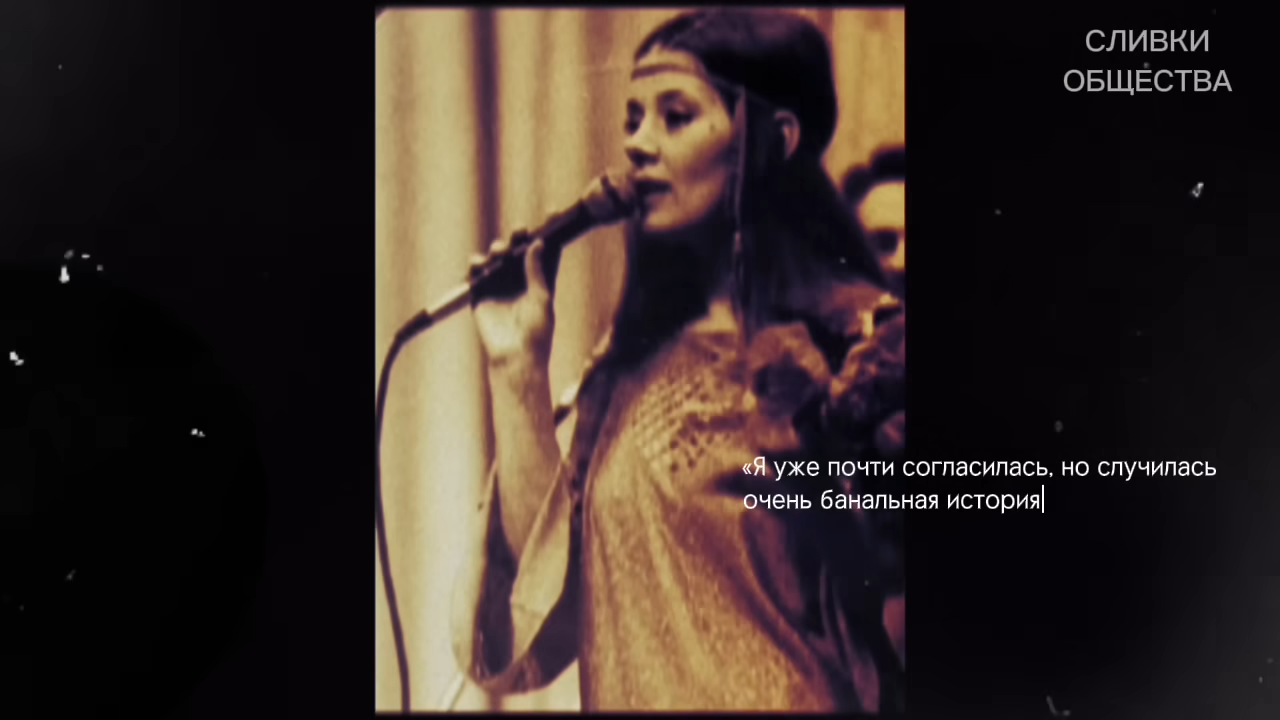 СЛИВКИ
ОБЩЕСТВА
«Я уже почти согласилась, но случилась
очень банальная история